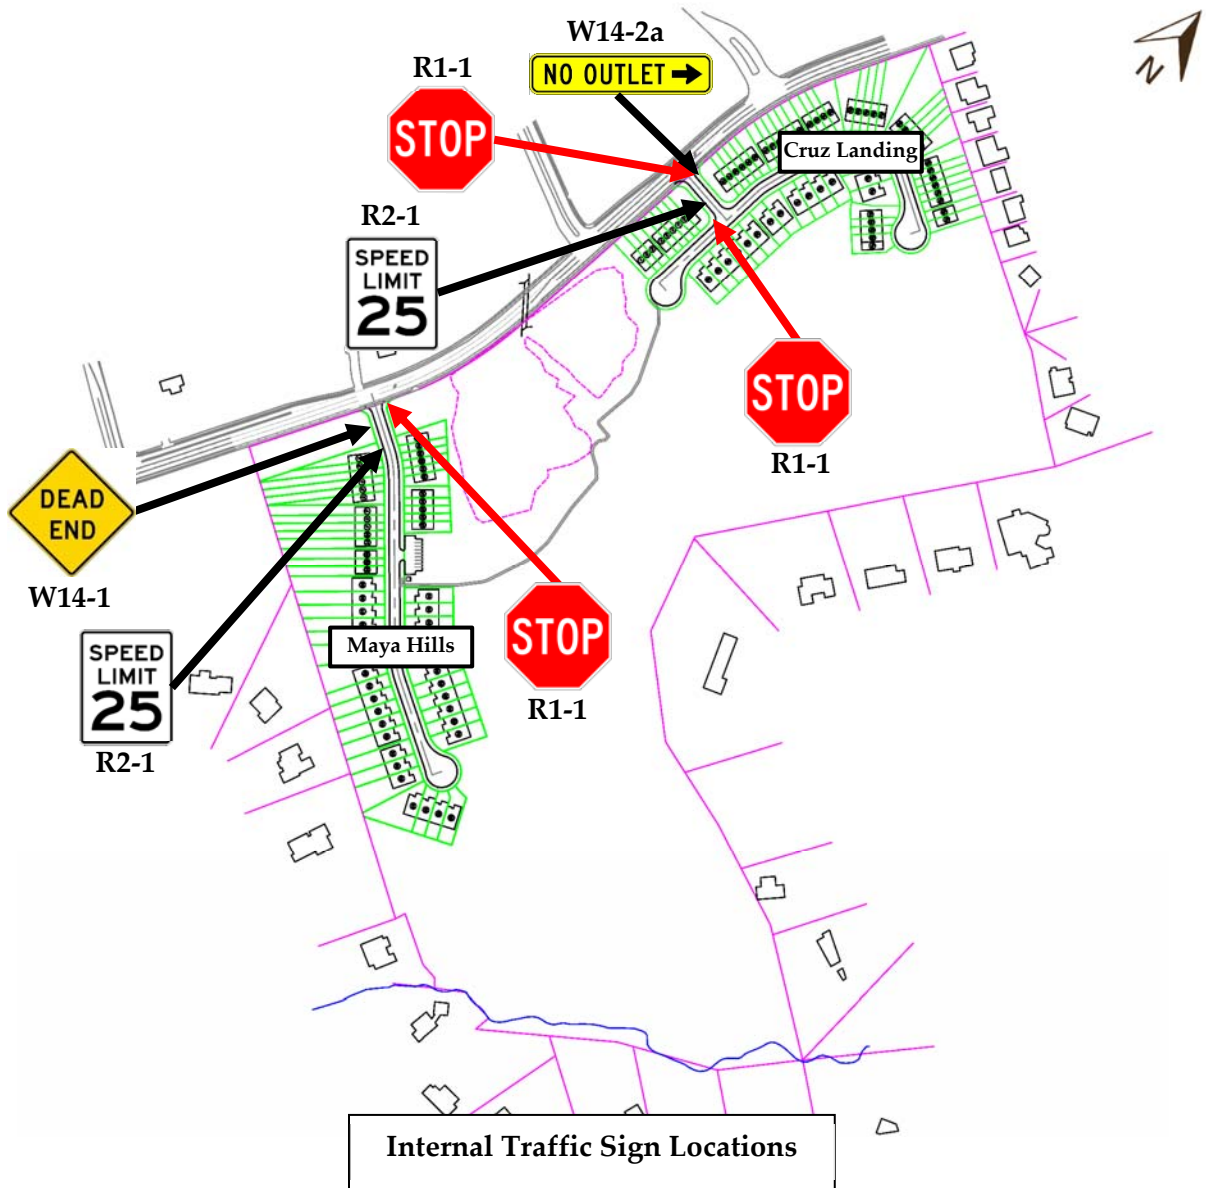 W14-2a
NO OUTLET
R1-1
STOP
N
Cruz Landing
R2-1
SPEED
LIMIT
25
STOP
R1-1
DEAD
END
W14-1
STOP
R1-1
Maya Hills
SPEED
LIMIT
25
R2-1
Internal Traffic Sign Locations